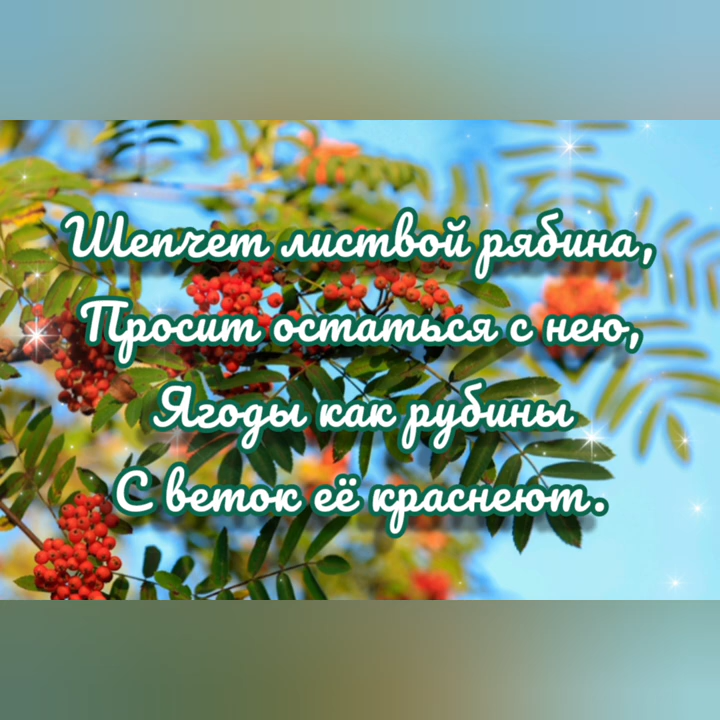 Шепчет листвой рябина,
Просит остаться с нею,
Ягоды как рубины
С веток её краснеют.